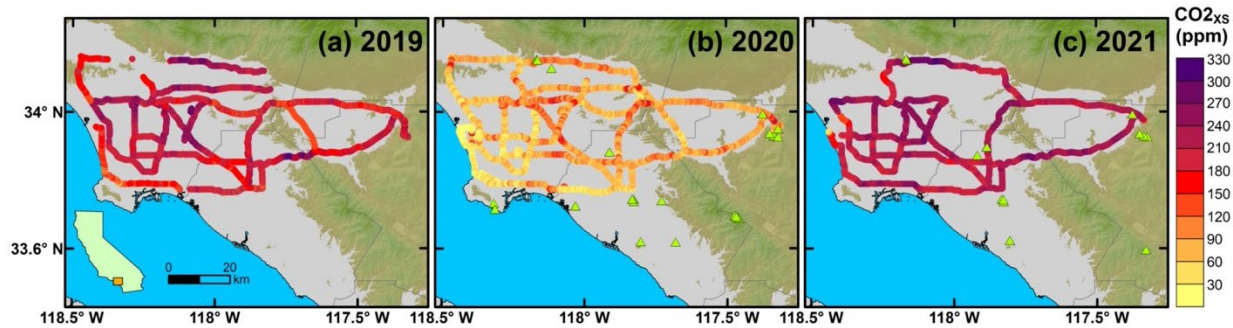 (a) 2019
(b) 2020
(c) 2021
CO2XS
(ppm)
330
300
270
240
210
180
150
120
90
60
30
34° N
33.6° N
0 20
km
118.5° W 118° W 117.5° W
118.5° W 118° W 117.5° W
118.5° W 118° W 117.5° W